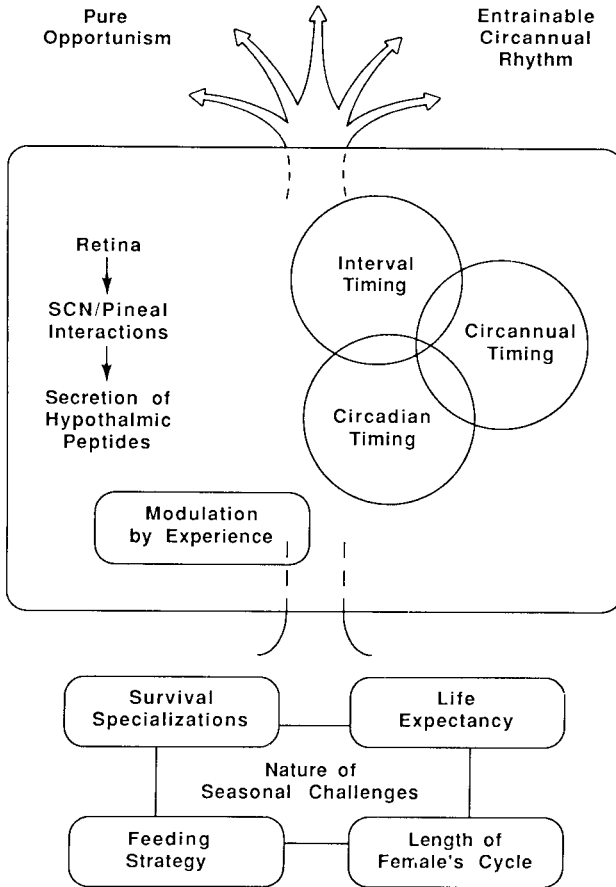 Pure
Opportunism
Entrainable
Circannual
Rhythm
Retina
SCN/Pineal
Interactions
Secretion of
Hypothalmic
Peptides
Interval
Timing
Circannual
Timing
Circadian
Timing
Modulation
by Experience
Survival
Specializations
Life
Expectancy
Nature of
Seasonal Challenges
Feeding
Strategy
Length of
Female's Cycle